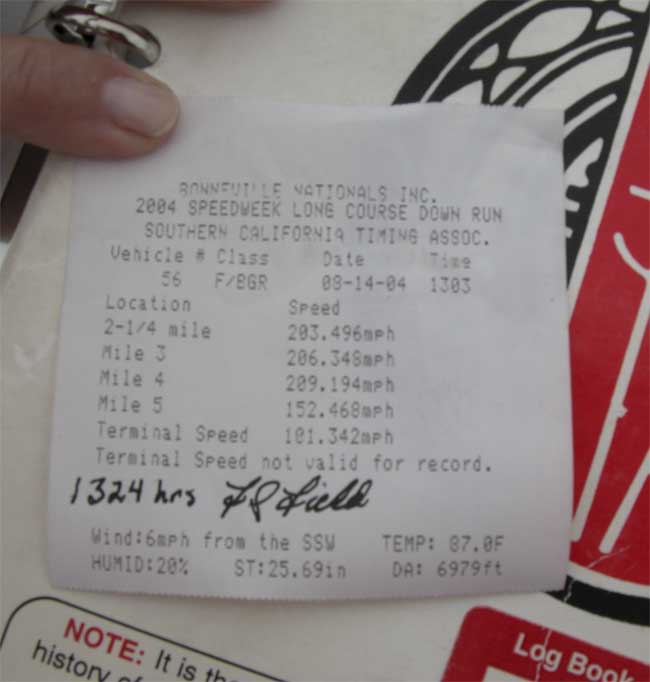 BONNEVILLE NATIONALS INC.
2004 SPEEDWEEK LONG COURSE DOWN RUN
SOUTHERN CALIFORNIA TIMING ASSOC.
Vehicle # Class Date Time
56 F/BGR 08-14-04 1303
Location Speed
2-1/4 mile 203.496mph
Mile 3 206.348mph
Mile 4 209.194mph
Mile 5 152.468mph
Terminal Speed 101.342mph
Terminal Speed not valid for record.
1324 hrs
Wind:6mph from the SSW TEMP: 87.0F
HUMID:20% ST:25.69in DA: 6979ft
NOTE: It is the
history of
Log Book